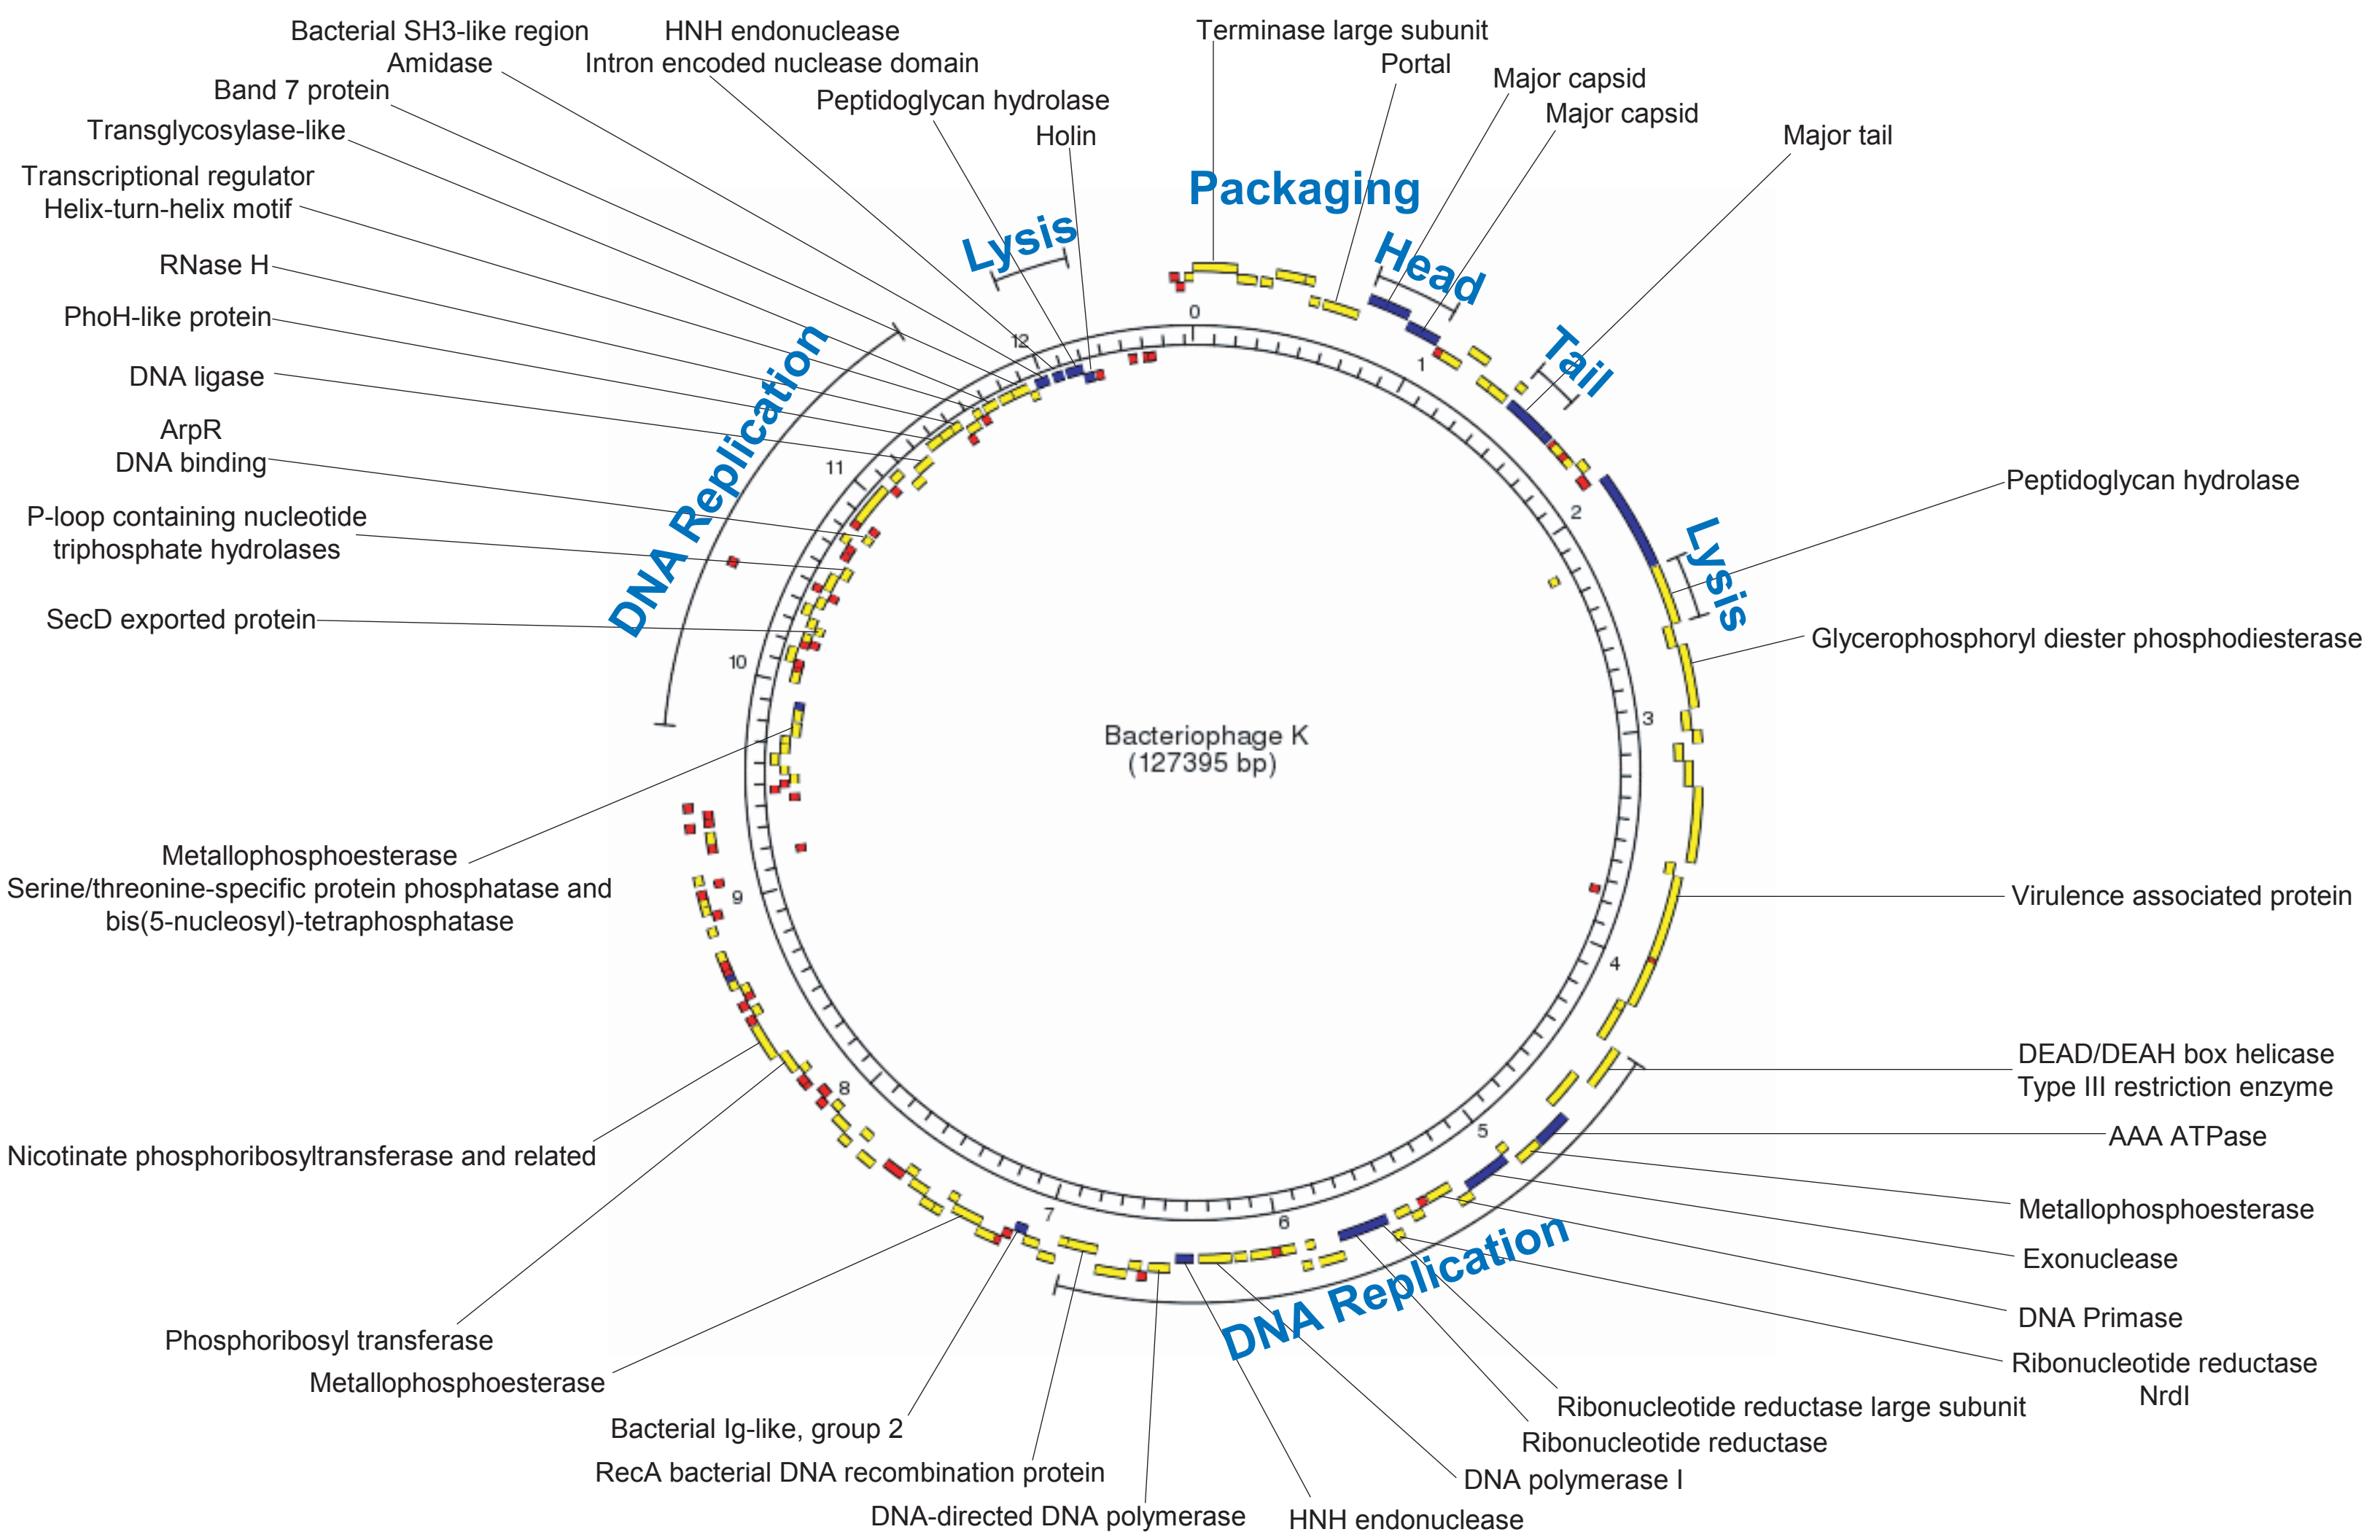 Bacterial SH3-like region
Amidase
Band 7 protein
Transglycosylase-like
Transcriptional regulator
Helix-turn-helix motif
RNase H
PhoH-like protein
DNA ligase
ArpR
DNA binding
P-loop containing nucleotide
triphosphate hydrolases
SecD exported protein
Metallophosphoesterase
Serine/threonine-specific protein phosphatase and
bis(5-nucleosyl)-tetraphosphatase
Nicotinate phosphoribosyltransferase and related
Phosphoribosyl transferase
Metallophosphoesterase
Bacterial Ig-like, group 2
RecA bacterial DNA recombination protein
DNA-directed DNA polymerase
HNH endonuclease
Intron encoded nuclease domain
Peptidoglycan hydrolase
Holin
Lysis
DNA Replication
Terminase large subunit
Portal
Major capsid
Major capsid
Major tail
Packaging
Head
Tail
Lysis
Peptidoglycan hydrolase
Glycerophosphoryl diester phosphodiesterase
Virulence associated protein
DEAD/DEAH box helicase
Type III restriction enzyme
AAA ATPase
Metallophosphoesterase
Exonuclease
DNA Primase
Ribonucleotide reductase
NrdI
Ribonucleotide reductase large subunit
Ribonucleotide reductase
DNA polymerase I
HNH endonuclease
DNA Replication
Bacteriophage K
(127395 bp)
0
1
2
3
4
5
6
7
8
9
10
11
12